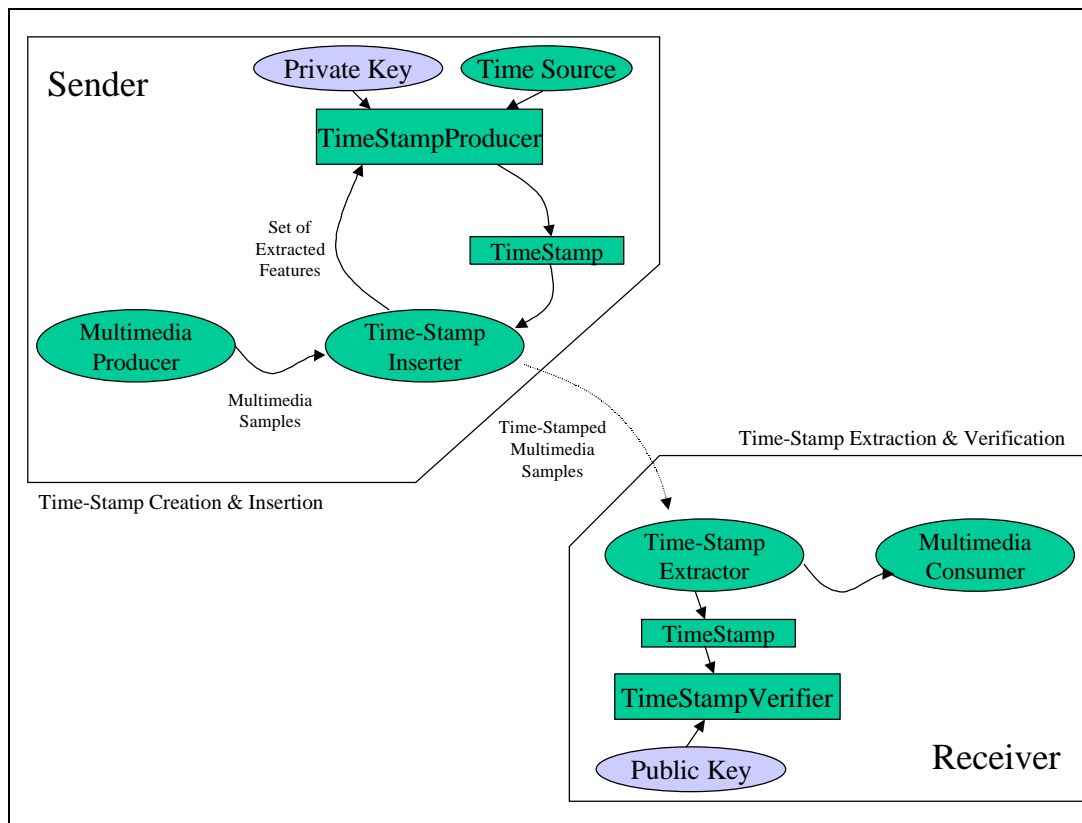 Sender
Private Key
Time Source
TimeStampProducer
Set of
Extracted
Features
TimeStamp
Multimedia
Producer
Time-Stamp
Inserter
Multimedia
Samples
Time-Stamped
Multimedia
Samples
Time-Stamp Creation & Insertion
Time-Stamp Extraction & Verification
Time-Stamp
Extractor
Multimedia
Consumer
TimeStamp
TimeStampVerifier
Public Key
Receiver